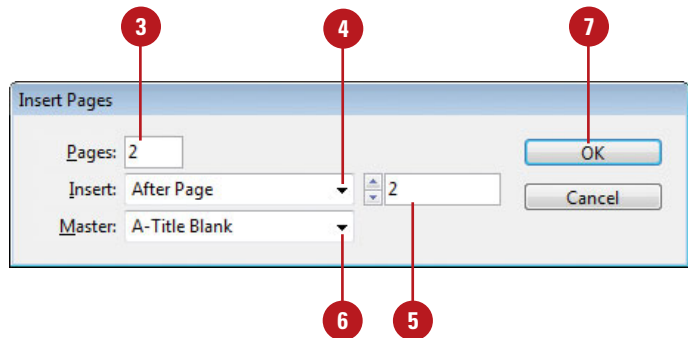 3 4 7
Insert Pages
Pages: 2 OK
Insert: After Page 2 Cancel
Master: A-Title Blank
6 5